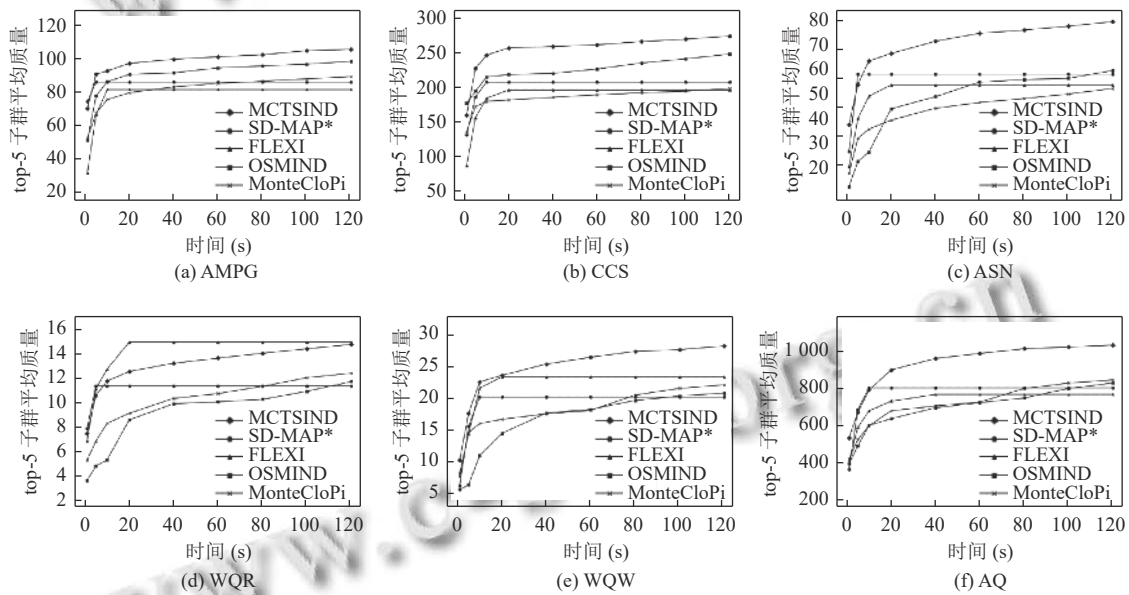 120
100
80
60
40
20
top-5 子群平均质量
MCTSIND
SD-MAP*
FLEXI
OSMIND
MonteCloPi
0 20 40 60 80 100 120
时间 (s)
(a) AMPG
300
250
200
150
100
50
top-5 子群平均质量
MCTSIND
SD-MAP*
FLEXI
OSMIND
MonteCloPi
0 20 40 60 80 100 120
时间 (s)
(b) CCS
80
70
60
50
40
30
20
top-5 子群平均质量
MCTSIND
SD-MAP*
FLEXI
OSMIND
MonteCloPi
0 20 40 60 80 100 120
时间 (s)
(c) ASN
16
14
12
10
8
6
4
2
top-5 子群平均质量
MCTSIND
SD-MAP*
FLEXI
OSMIND
MonteCloPi
0 20 40 60 80 100 120
时间 (s)
(d) WQR
30
25
20
15
10
5
top-5 子群平均质量
MCTSIND
SD-MAP*
FLEXI
OSMIND
MonteCloPi
0 20 40 60 80 100 120
时间 (s)
(e) WQW
1 000
800
600
400
200
top-5 子群平均质量
MCTSIND
SD-MAP*
FLEXI
OSMIND
MonteCloPi
0 20 40 60 80 100 120
时间 (s)
(f) AQ